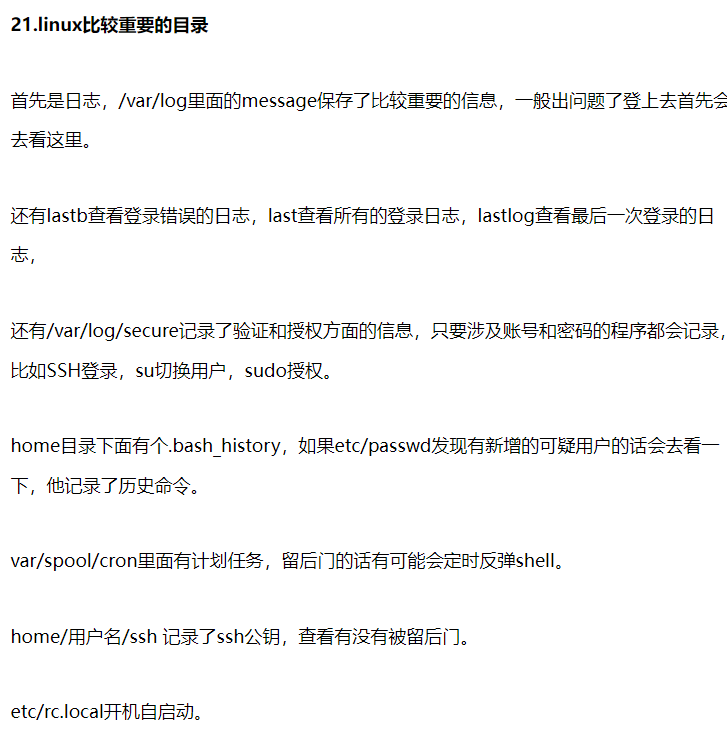 21.linux比较重要的目录
首先是日志，/var/log里面的message保存了比较重要的信息，一般出问题了登上去首先会
去看这里。
还有lastb查看登录错误的日志，last查看所有的登录日志，lastlog查看最后一次登录的日
志，
还有/var/log/secure记录了验证和授权方面的信息，只要涉及账号和密码的程序都会记录，
比如SSH登录，su切换用户，sudo授权。
home目录下面有个.bash_history，如果etc/passwd发现有新增的可疑用户的话会去看一
下，他记录了历史命令。
var/spool/cron里面有计划任务，留后门的话有可能会定时反弹shell。
home/用户名/ssh 记录了ssh公钥，查看有没有被留后门。
etc/rc.local开机自启动。